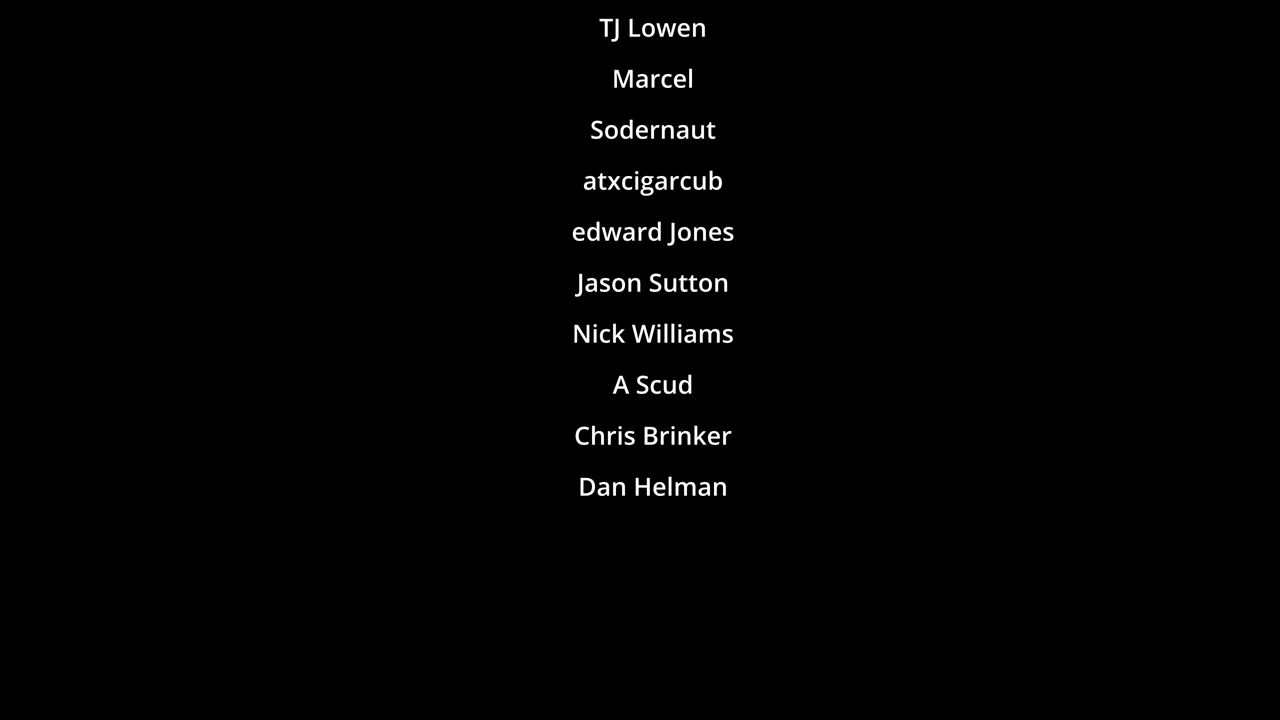 TJ Lowen
Marcel
Sodernaut
atxcigarcub
edward Jones
Jason Sutton
Nick Williams
A Scud
Chris Brinker
Dan Helman